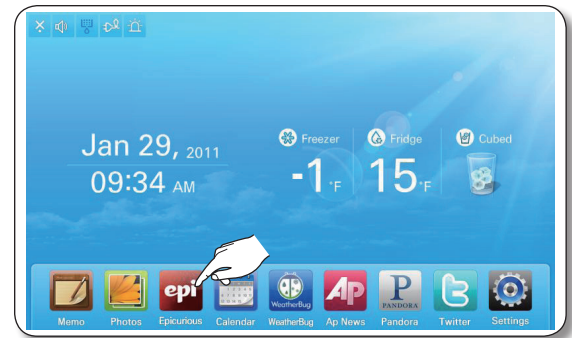 Jan 29, 2011
09:34 AM
Freezer
-1 °F
Fridge
15 °F
Cubed
epi
WeatherBug
AP
P
PANDORA
t
Memo
Photos
Epicurious
Calendar
WeatherBug
Ap News
Pandora
Twitter
Settings